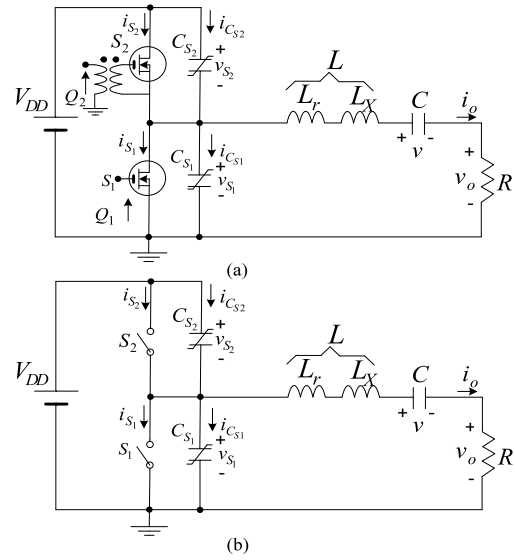 i_{S_2} i_{C_{S2}}
S_2 C_{S_2} + v_{S_2} -
Q_2
V_{DD}
L
L_r L_X C i_o
+ v -
i_{S_1} i_{C_{S1}}
S_1 C_{S_1} + v_{S_1} -
Q_1
+ v_o - R
(a)
i_{S_2} i_{C_{S2}}
S_2 C_{S_2} + v_{S_2} -
V_{DD}
L
L_r L_X C i_o
+ v -
i_{S_1} i_{C_{S1}}
S_1 C_{S_1} + v_{S_1} -
+ v_o - R
(b)